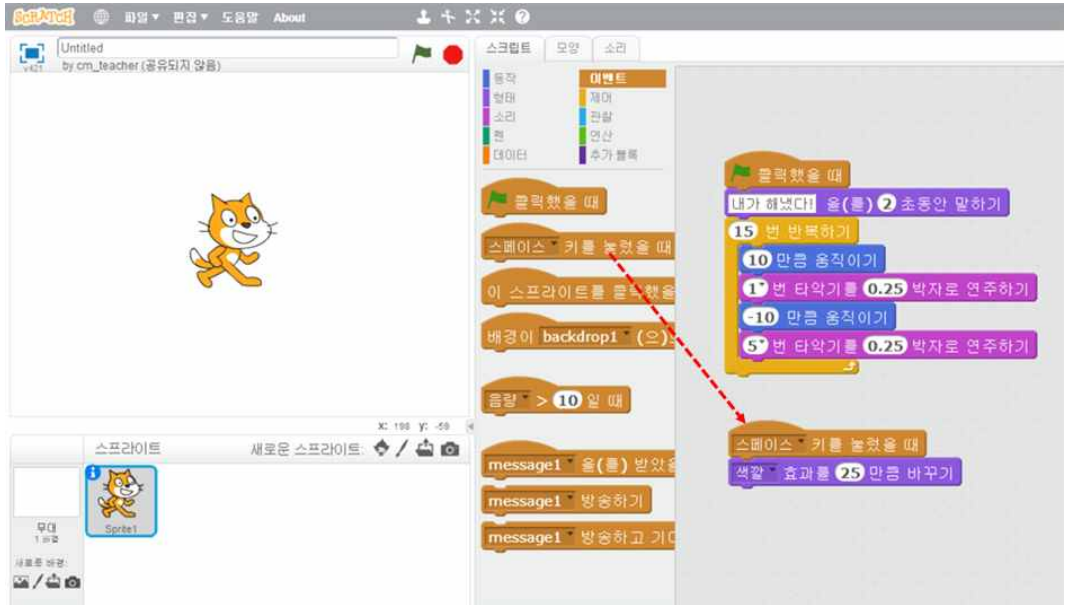 SCRATCH 파일▼ 편집▼ 도움말 About
Untitled
v421 by cm_teacher (공유되지 않음)
스크립트 모양 소리
동작 이벤트
형태 제어
소리 관찰
펜 연산
데이터 추가 블록
클릭했을 때
스페이스 키를 눌렀을 때
이 스프라이트를 클릭했을
배경이 backdrop1 (으)
음량 > 10 일 때
message1 을(를) 받았을
message1 방송하기
message1 방송하고 기다
클릭했을 때
내가 해냈다! 을(를) 2 초동안 말하기
15 번 반복하기
10 만큼 움직이기
1 번 타악기를 0.25 박자로 연주하기
-10 만큼 움직이기
5 번 타악기를 0.25 박자로 연주하기
스페이스 키를 눌렀을 때
색깔 효과를 25 만큼 바꾸기
x: 198 y: -59
스프라이트 새로운 스프라이트:
Sprite1
무대
1 배경
새로운 배경: